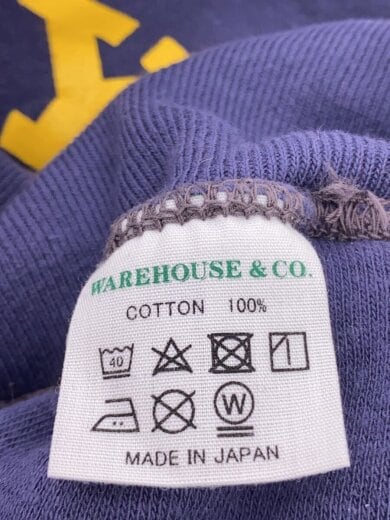 WAREHOUSE & CO.
COTTON 100%
40
W
MADE IN JAPAN